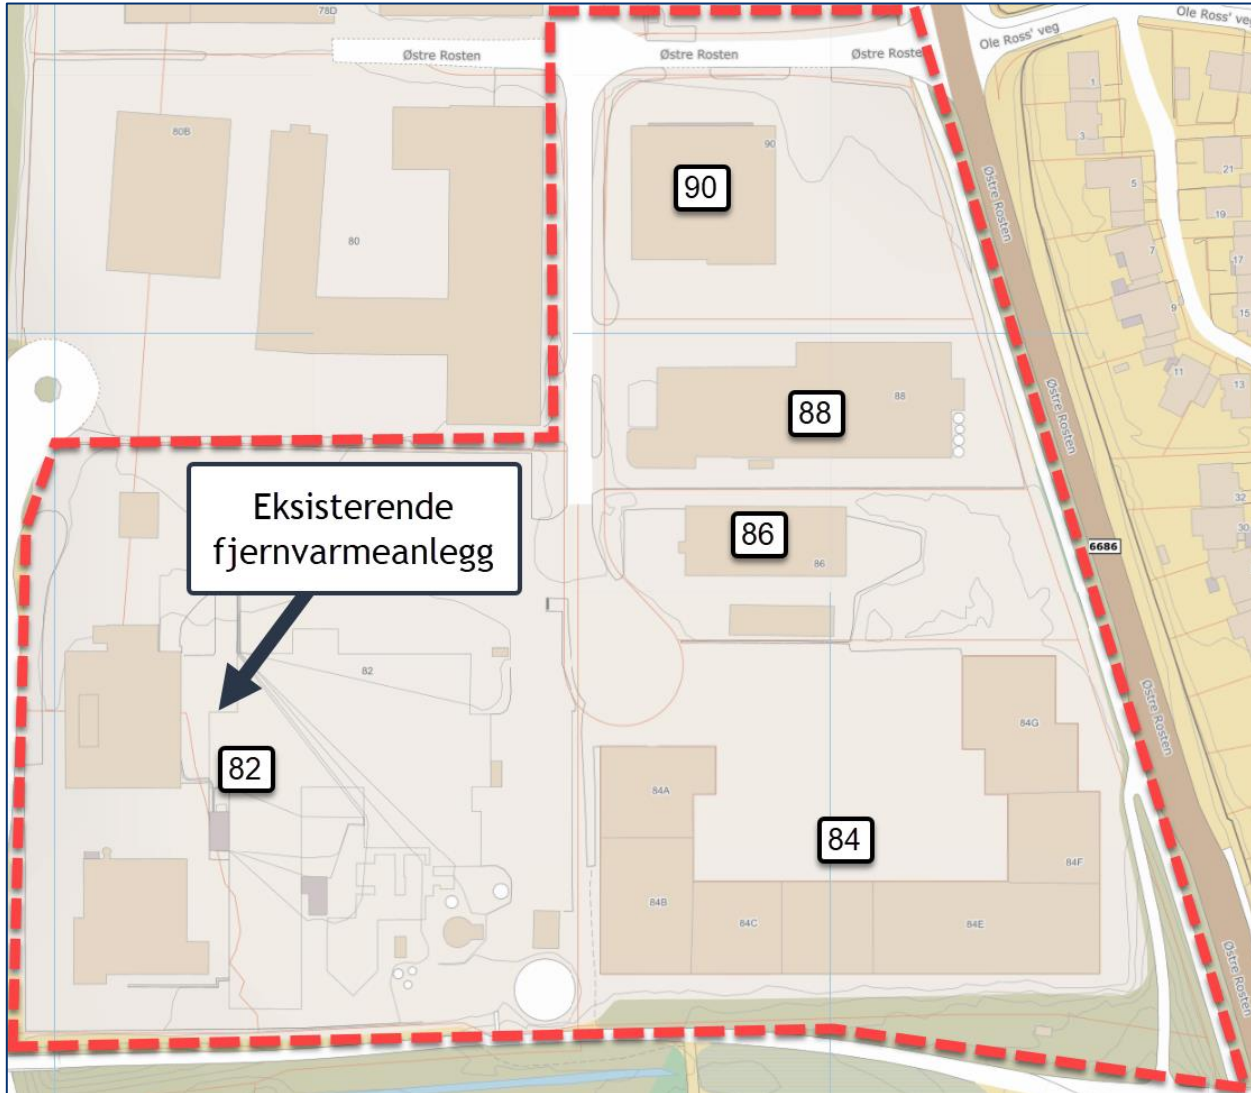 78D
Ole Ross' veg
Ole Ross' veg
Østre Rosten
Østre Rosten
Østre Rosten
1
80B
3
90
21
90
5
Østre Rosten
19
80
7
17
9
15
11
13
Østre Rosten
88
88
32
Eksisterende
fjernvarmeanlegg
86
30
6686
86
82
Østre Rosten
84G
82
84A
84
84F
84B
84C
84E
Østre Rosten